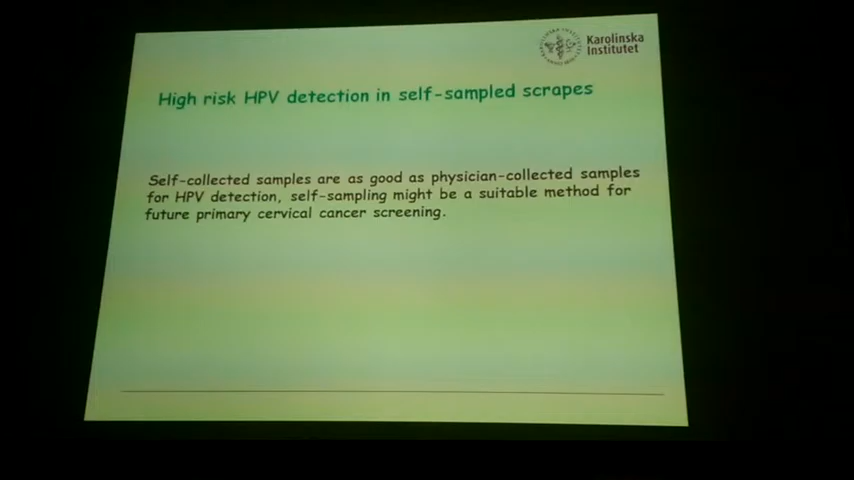 Karolinska
Institutet
High risk HPV detection in self-sampled scrapes
Self-collected samples are as good as physician-collected samples
for HPV detection, self-sampling might be a suitable method for
future primary cervical cancer screening.